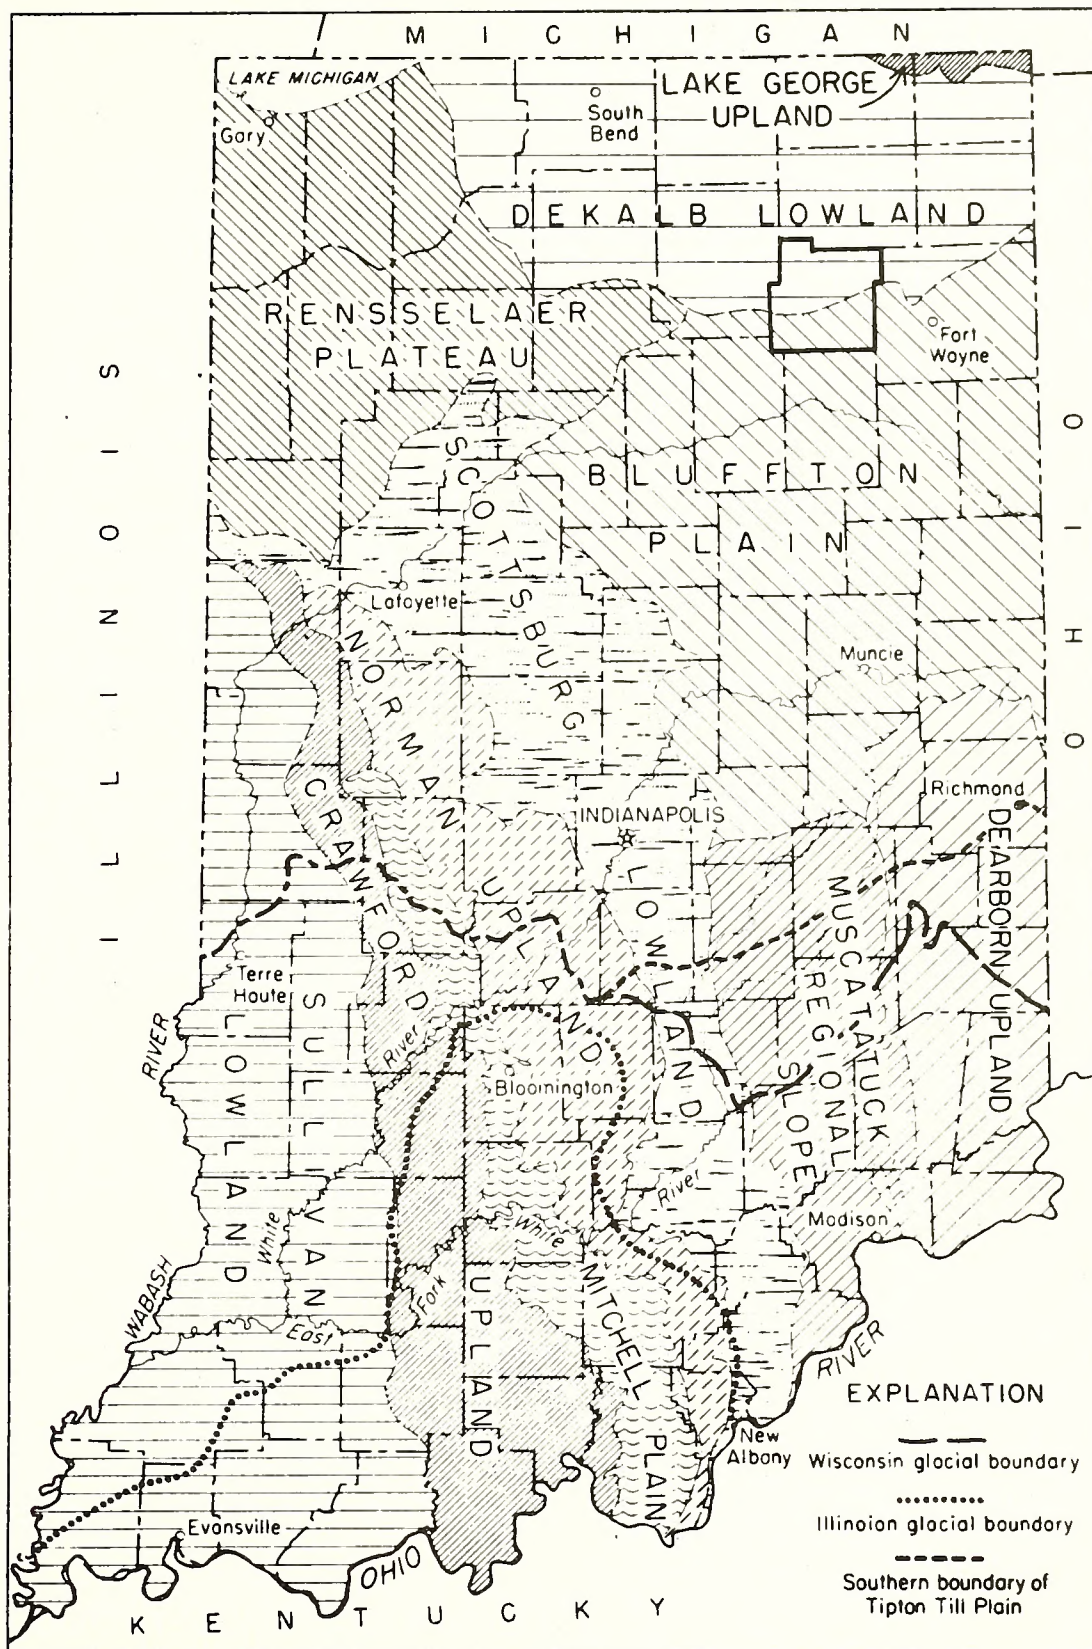 MICHIGAN
LAKE MICHIGAN
LAKE GEORGE
UPLAND
South
Bend
Gary
DEKALB LOWLAND
RENSSELAER
PLATEAU
Fort
Wayne
ILLINOIS
OHIO
SCOTTSBURG
LOWLAND
BLUFFTON
PLAIN
Lafayette
NORMAN
UPLAND
Muncie
CRAWFORD
UPLAND
INDIANAPOLIS
Richmond
DEARBORN UPLAND
MUSCATATUCK
REGIONAL
SLOPE
Terre
Haute
SULLIVAN
LOWLAND
RIVER
River
Bloomington
River
White
White
Madison
WABASH
Fork
East
MITCHELL
PLAIN
RIVER
EXPLANATION
New
Albany
Wisconsin glacial boundary
Illinoian glacial boundary
Evansville
OHIO
Southern boundary of
Tipton Till Plain
KENTUCKY